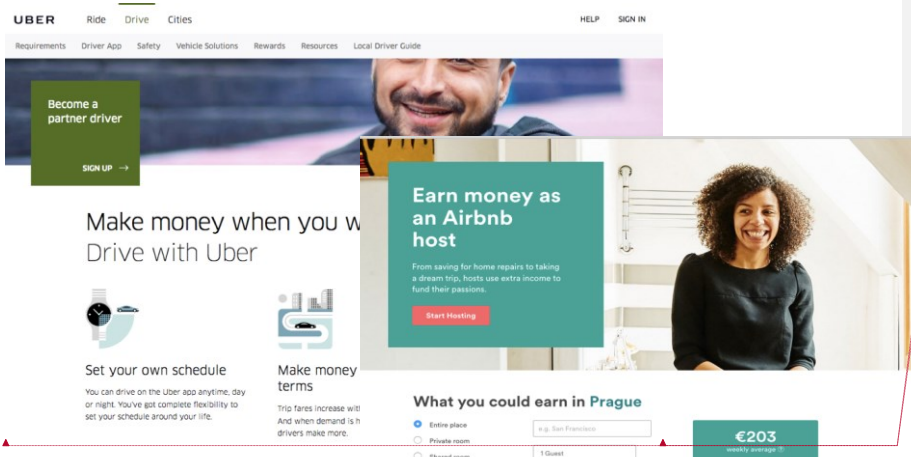 UBER Ride Drive Cities HELP SIGN IN
Requirements Driver App Safety Vehicle Solutions Rewards Resources Local Driver Guide
Become a
partner driver
SIGN UP →
Make money when you w
Drive with Uber
Set your own schedule
You can drive on the Uber app anytime, day
or night. You've got complete flexibility to
set your schedule around your life.
Make money
terms
Trip fares increase wit
And when demand is h
drivers make more.
Earn money as
an Airbnb
host
From saving for home repairs to taking
a dream trip, hosts use extra income to
fund their passions.
Start Hosting
What you could earn in Prague
Entire place
Private room
Shared room
e.g. San Francisco
1 Guest
€203
weekly average ?